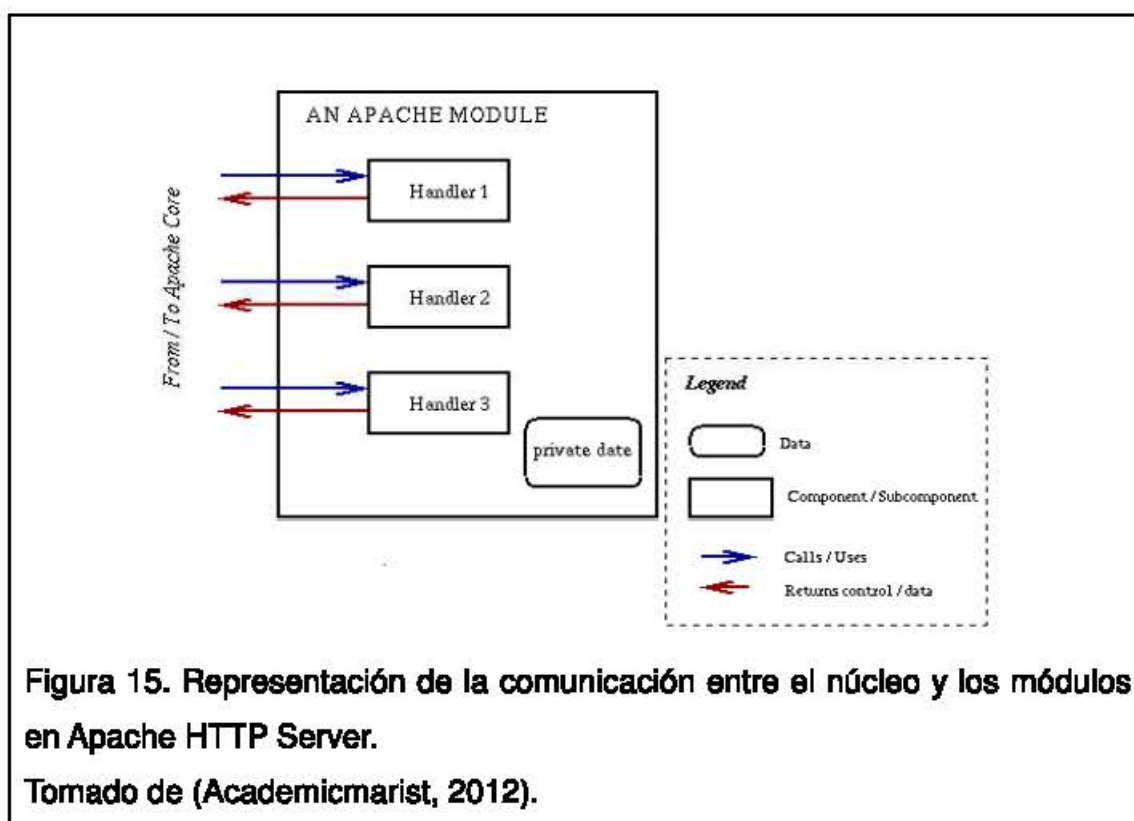 AN APACHE MODULE
From / To Apache Core
Handler 1
Handler 2
Handler 3
private date
Legend
Data
Component / Subcomponent
Calls / Uses
Returns control / data
Figura 15. Representación de la comunicación entre el núcleo y los módulos
en Apache HTTP Server.
Tomado de (Academicmarist, 2012).